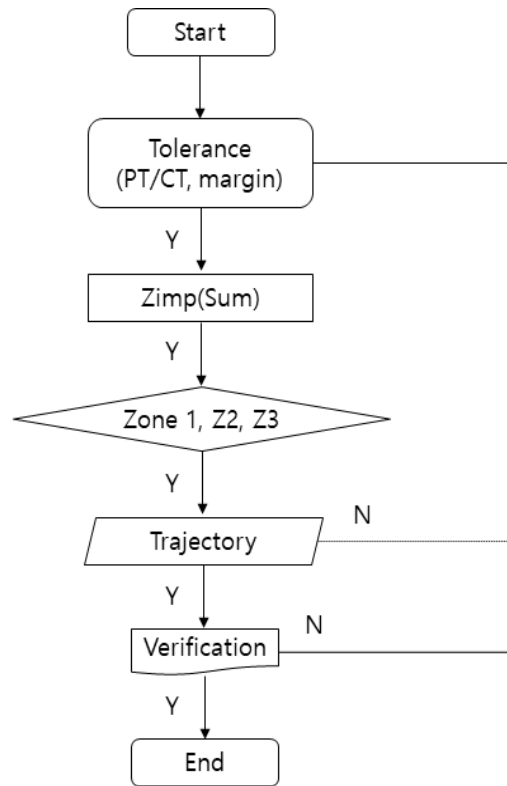 Start
Tolerance
(PT/CT, margin)
Y
Zimp(Sum)
Y
Zone 1, Z2, Z3
Y
N
Trajectory
Y
N
Verification
Y
End